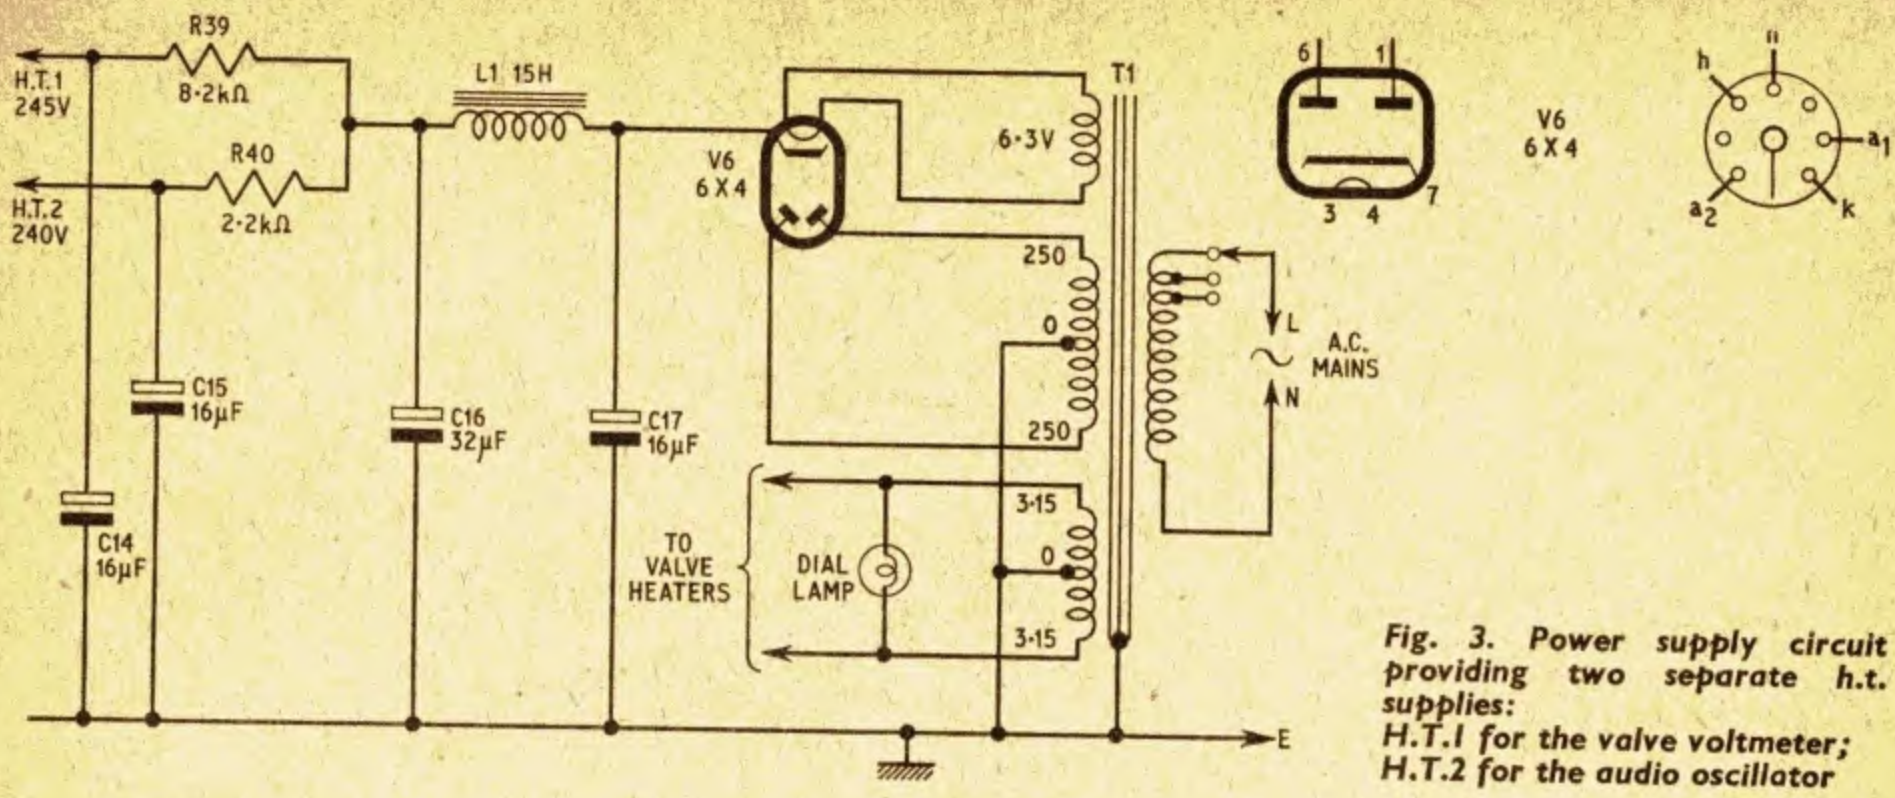 R39
8·2kΩ
H.T.1
245V
R40
2·2kΩ
H.T.2
240V
L1 15H
C14
16µF
C15
16µF
C16
32µF
C17
16µF
V6
6X4
T1
6·3V
250
0
250
3·15
0
3·15
TO
VALVE
HEATERS
DIAL
LAMP
L
A.C.
MAINS
N
E
6 1
3 4 7
V6
6X4
h
a1
a2
k
Fig. 3. Power supply circuit
providing two separate h.t.
supplies:
H.T.1 for the valve voltmeter;
H.T.2 for the audio oscillator